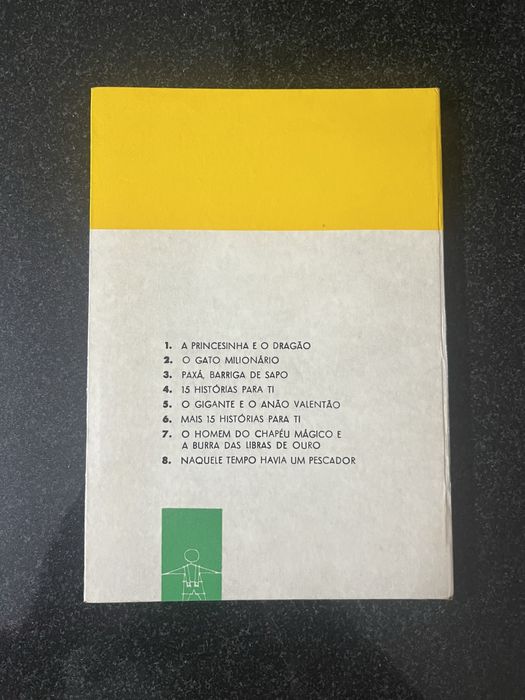 1. A PRINCESINHA E O DRAGÃO
2. O GATO MILIONÁRIO
3. PAXÁ, BARRIGA DE SAPO
4. 15 HISTÓRIAS PARA TI
5. O GIGANTE E O ANÃO VALENTÃO
6. MAIS 15 HISTÓRIAS PARA TI
7. O HOMEM DO CHAPÉU MÁGICO E
A BURRA DAS LIBRAS DE OURO
8. NAQUELE TEMPO HAVIA UM PESCADOR